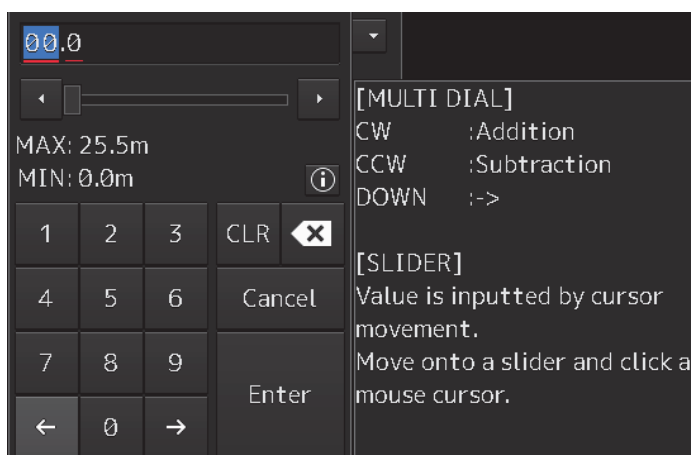 00.0
MAX: 25.5m
MIN: 0.0m
1 2 3 CLR
4 5 6 Cancel
7 8 9
Enter
← 0 →
[MULTI DIAL]
CW :Addition
CCW :Subtraction
DOWN :->
[SLIDER]
Value is inputted by cursor
movement.
Move onto a slider and click a
mouse cursor.